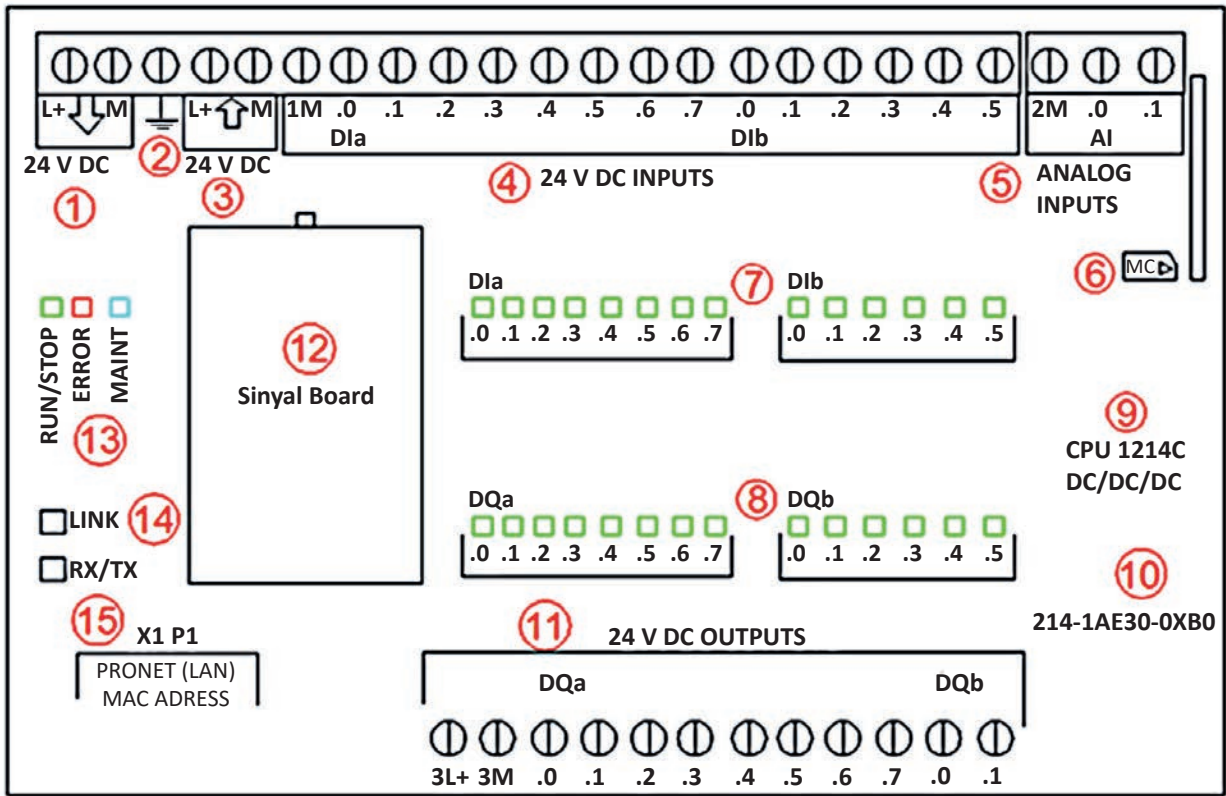 L+ M L+ M 1M .0 .1 .2 .3 .4 .5 .6 .7 .0 .1 .2 .3 .4 .5 2M .0 .1
DIa DIb AI
24 V DC 2 24 V DC
1 3 4 24 V DC INPUTS 5 ANALOG
INPUTS
6 MC
DIa 7 DIb
.0 .1 .2 .3 .4 .5 .6 .7 .0 .1 .2 .3 .4 .5
RUN/STOP
ERROR
MAINT
13
12
Sinyal Board
9
CPU 1214C
DC/DC/DC
DQa 8 DQb
.0 .1 .2 .3 .4 .5 .6 .7 .0 .1 .2 .3 .4 .5
LINK 14
RX/TX
10
214-1AE30-0XB0
15 X1 P1
PRONET (LAN)
MAC ADRESS
11 24 V DC OUTPUTS
DQa DQb
3L+ 3M .0 .1 .2 .3 .4 .5 .6 .7 .0 .1